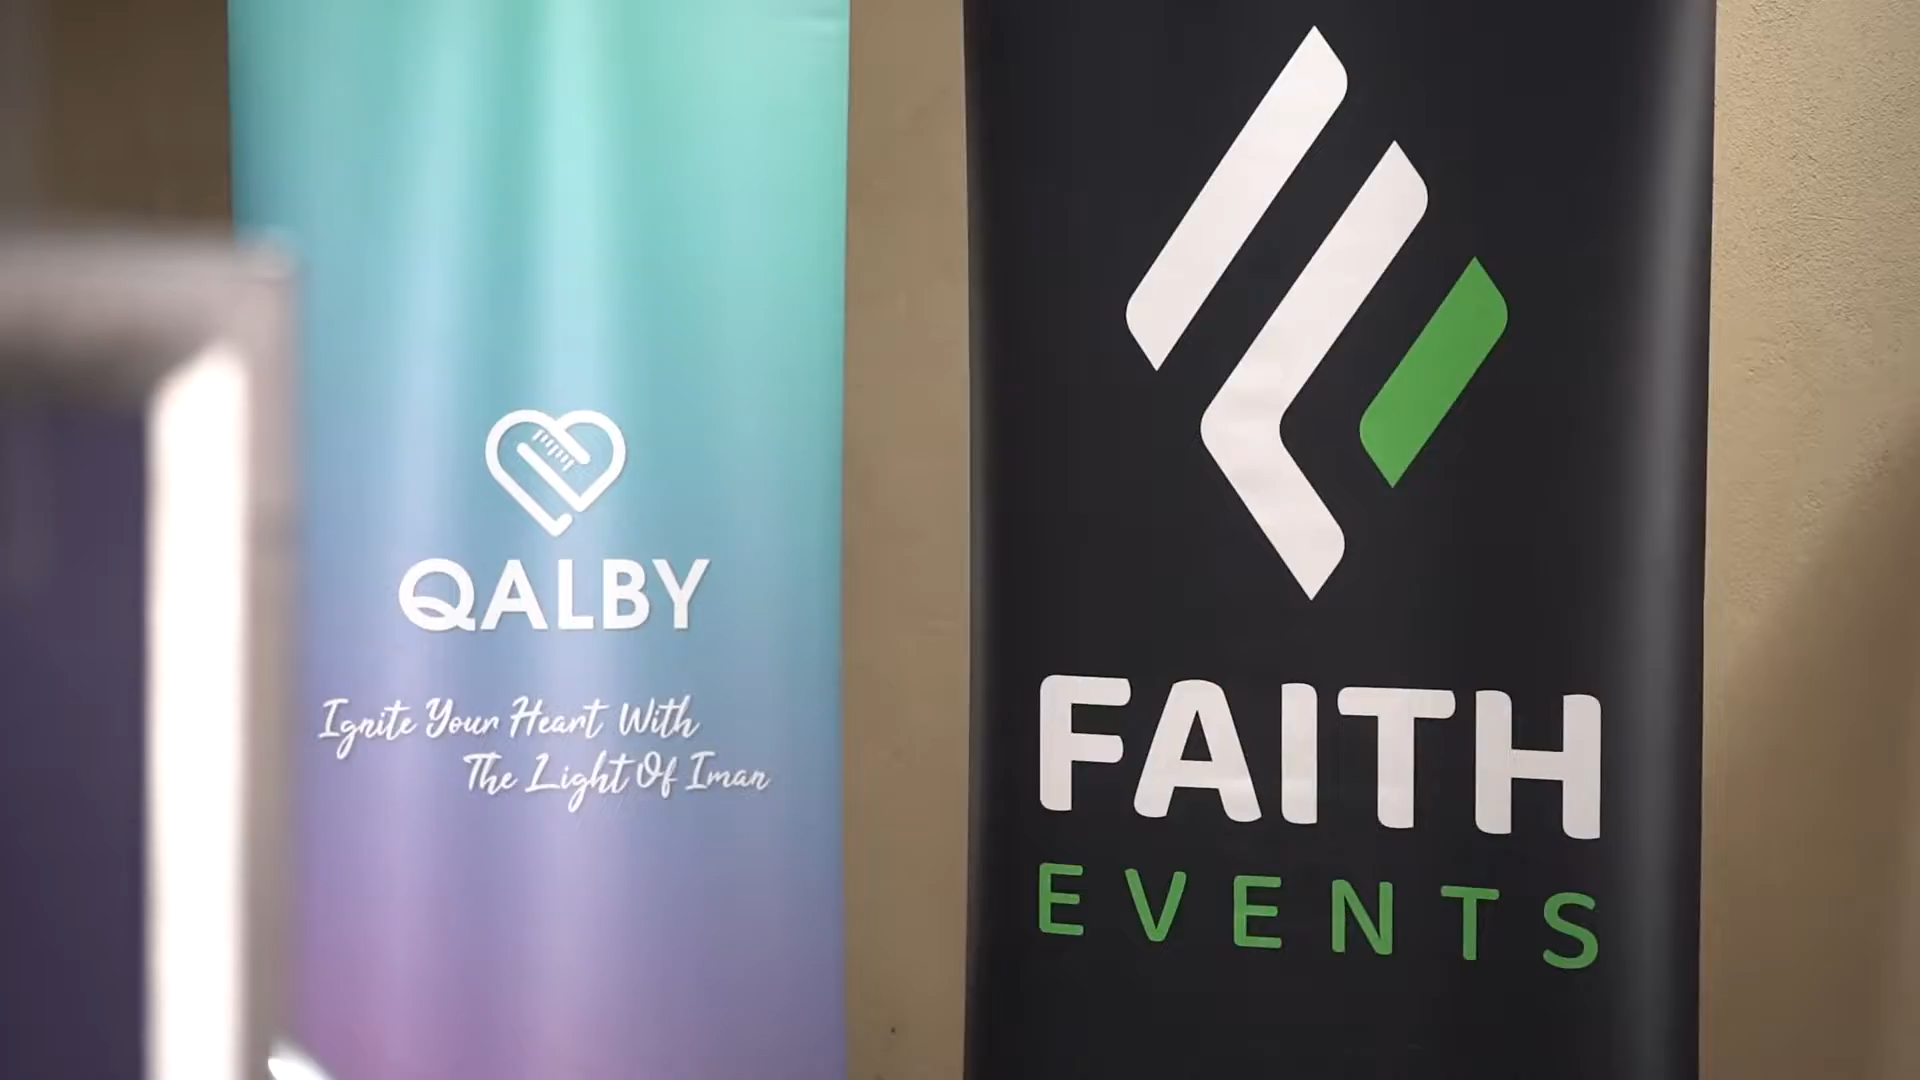 QALBY
Ignite Your Heart With
The Light Of Iman
FAITH
EVENTS